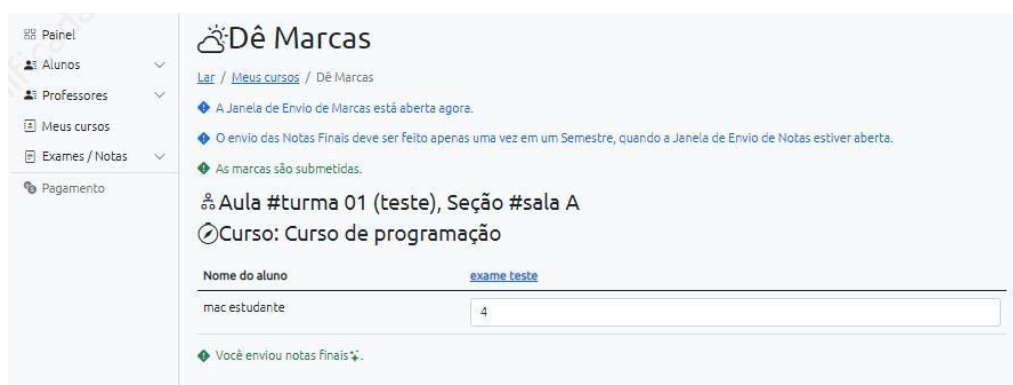 Painel
Alunos
Professores
Meus cursos
Exames / Notas
Pagamento
Dê Marcas
Lar / Meus cursos / Dê Marcas
A Janela de Envio de Marcas está aberta agora.
O envio das Notas Finais deve ser feito apenas uma vez em um Semestre, quando a Janela de Envio de Notas estiver aberta.
As marcas são submetidas.
Aula #turma 01 (teste), Seção #sala A
Curso: Curso de programação
Nome do aluno exame teste
mac estudante 4
Você enviou notas finais.